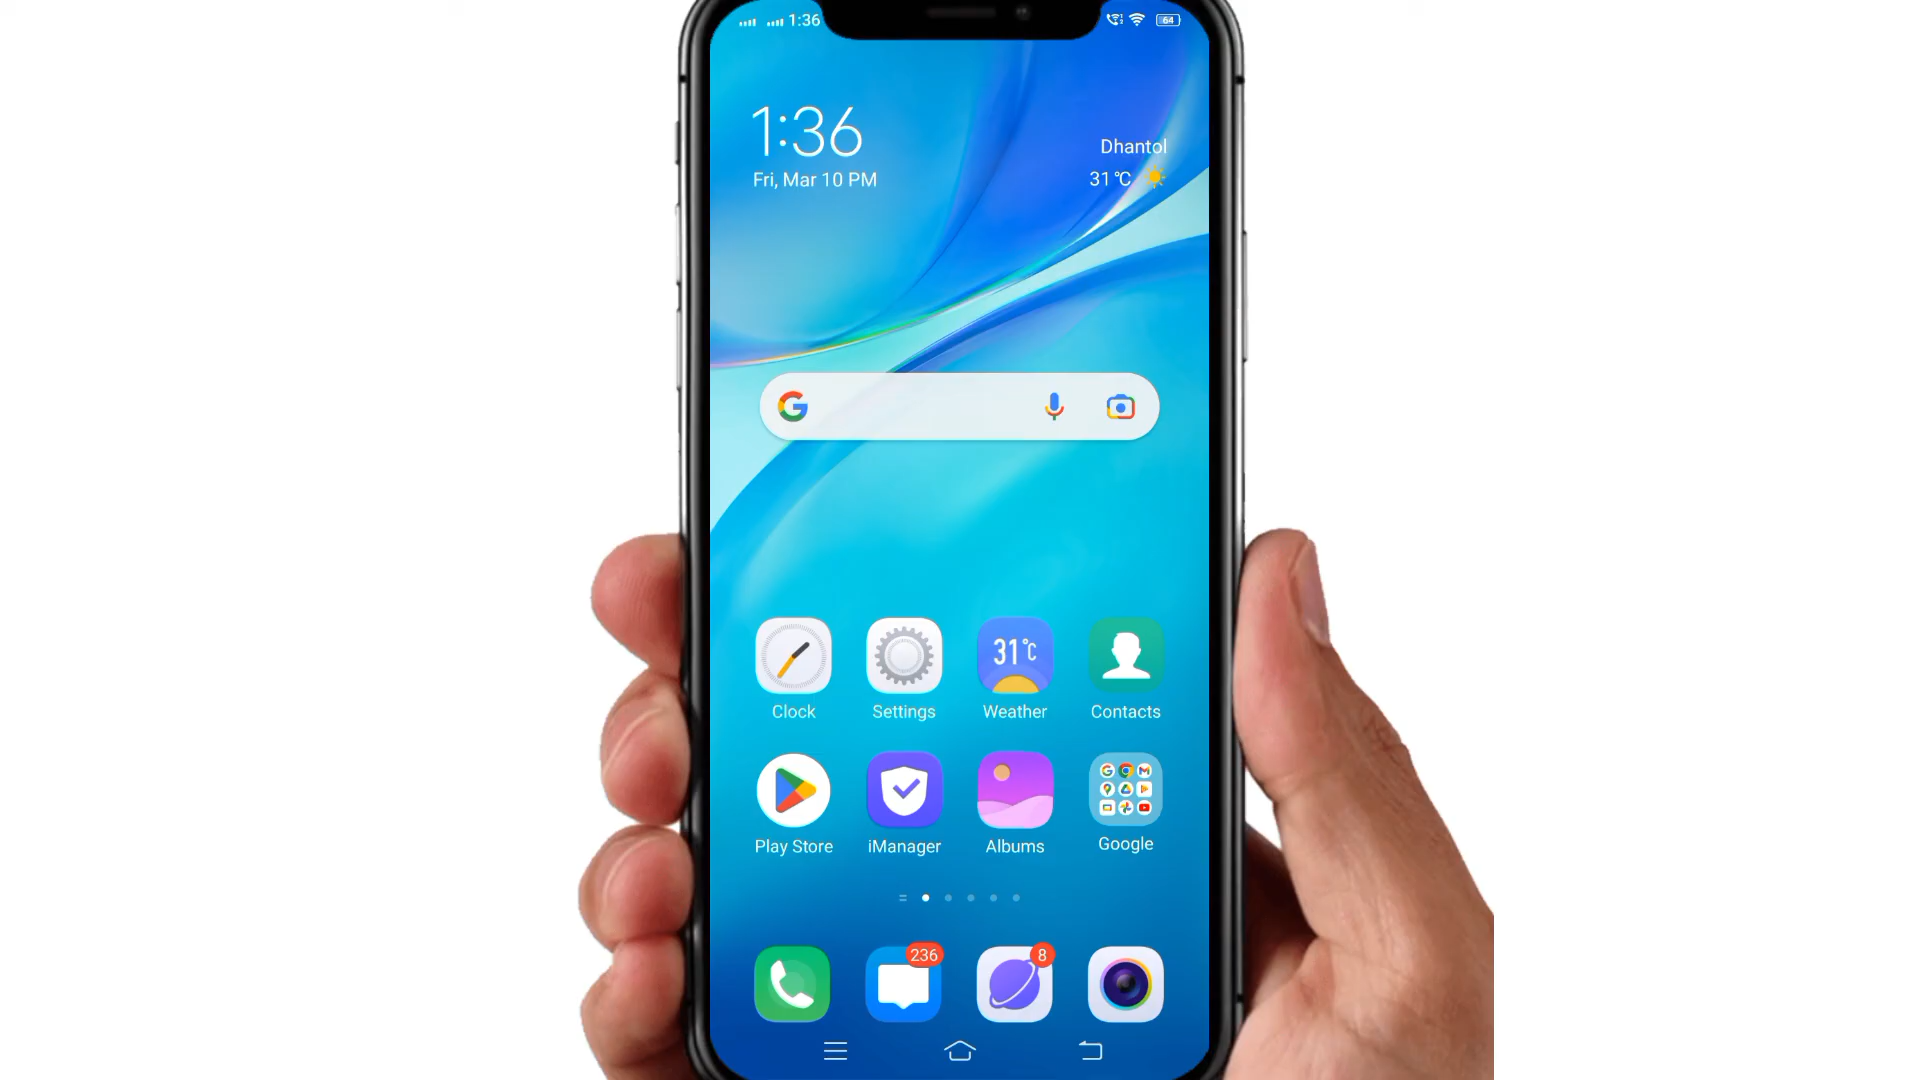 1:36
64
1:36
Fri, Mar 10 PM
Dhantol
31 °C
31°C
Clock
Settings
Weather
Contacts
Play Store
iManager
Albums
Google
236
8